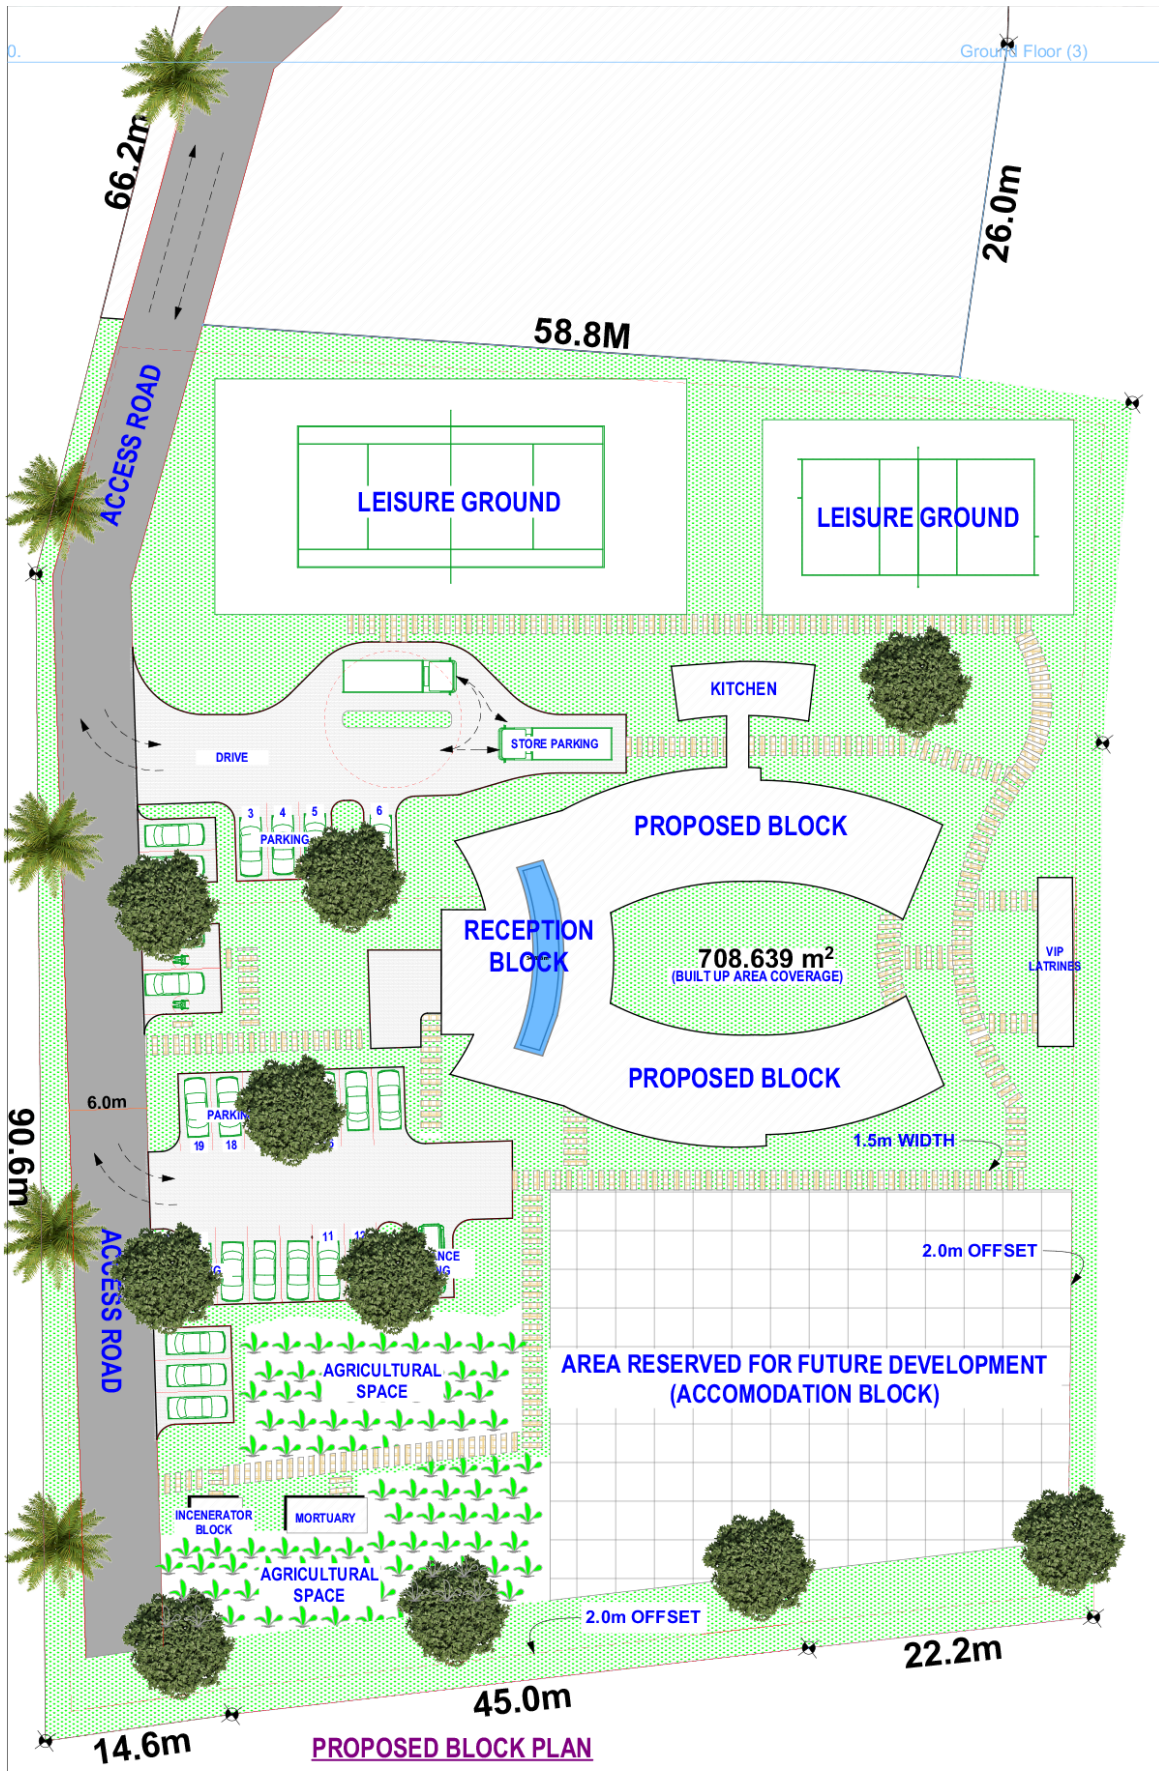 0.
Ground Floor (3)
66.2m
26.0m
58.8M
ACCESS ROAD
LEISURE GROUND
LEISURE GROUND
KITCHEN
STORE PARKING
DRIVE
3 4 5 6
PARKING
PROPOSED BLOCK
RECEPTION
BLOCK
708.639 m²
(BUILT UP AREA COVERAGE)
VIP
LATRINES
PROPOSED BLOCK
6.0m
90.6m
19 18
1.5m WIDTH
ACCESS ROAD
11
2.0m OFFSET
AREA RESERVED FOR FUTURE DEVELOPMENT
(ACCOMODATION BLOCK)
AGRICULTURAL
SPACE
INCENERATOR
BLOCK
MORTUARY
AGRICULTURAL
SPACE
2.0m OFFSET
22.2m
45.0m
14.6m
PROPOSED BLOCK PLAN